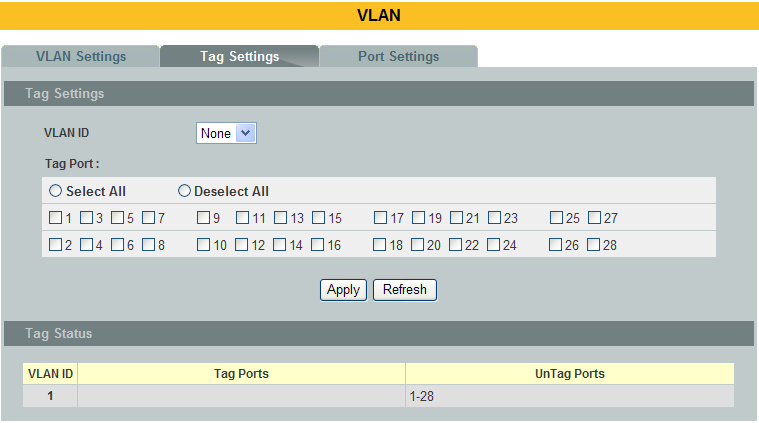 VLAN
VLAN Settings Tag Settings Port Settings
Tag Settings
VLAN ID None
Tag Port :
Select All Deselect All
1 3 5 7 9 11 13 15 17 19 21 23 25 27
2 4 6 8 10 12 14 16 18 20 22 24 26 28
Apply Refresh
Tag Status
VLAN ID Tag Ports UnTag Ports
1 1-28